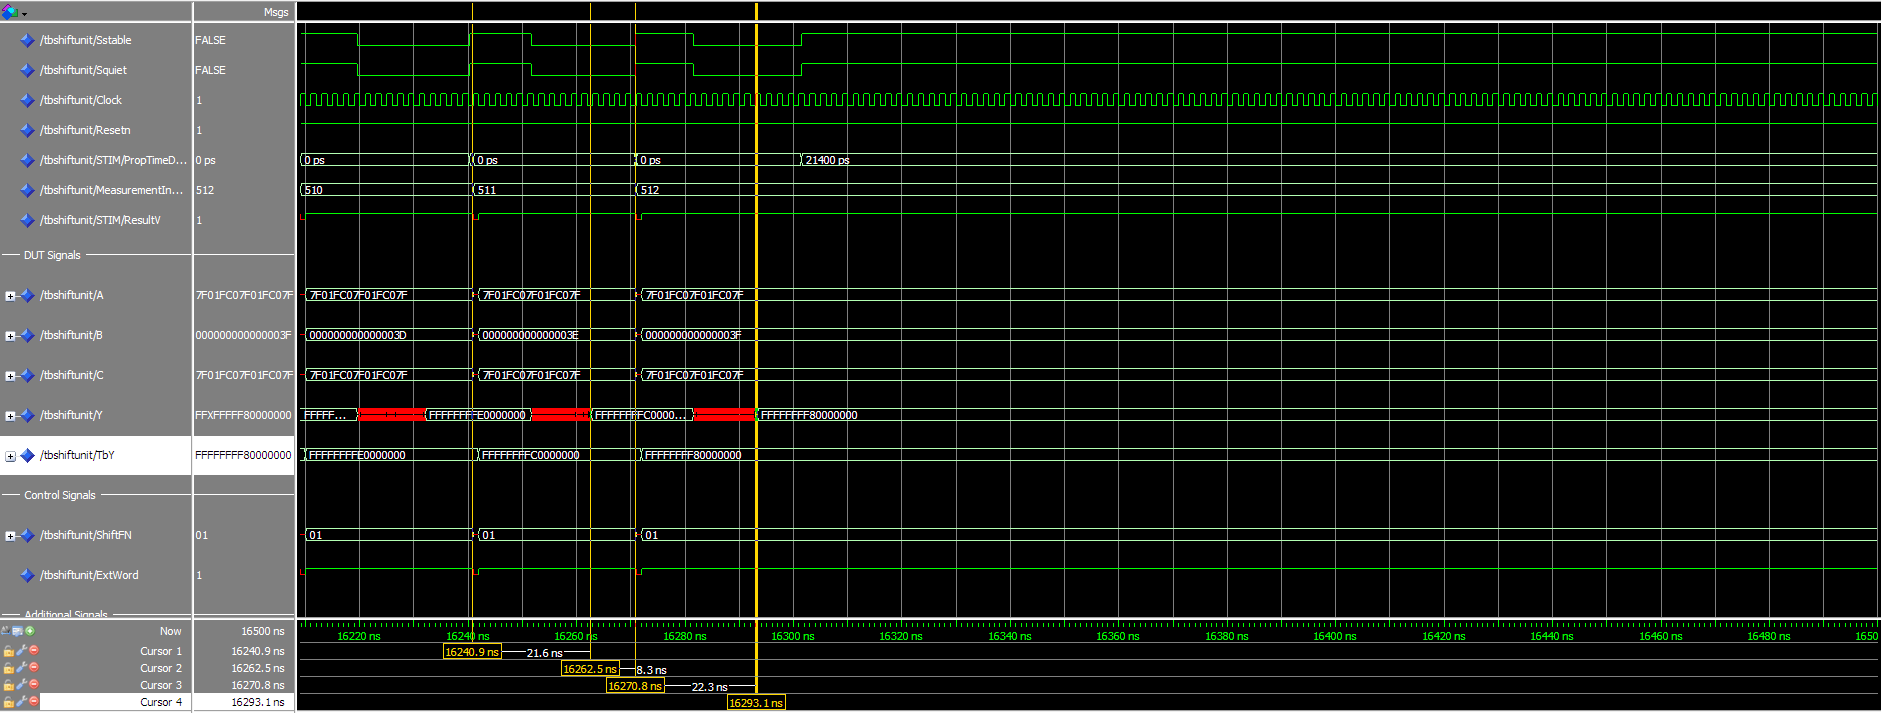 Msgs
/tbshiftunit/Sstable FALSE
/tbshiftunit/Squiet FALSE
/tbshiftunit/Clock 1
/tbshiftunit/Resetn 1
/tbshiftunit/STIM/PropTimeD... 0 ps 0 ps 0 ps 0 ps 21400 ps
/tbshiftunit/MeasurementIn... 512 510 511 512
/tbshiftunit/STIM/ResultV 1
DUT Signals
/tbshiftunit/A 7F01FC07F01FC07F 7F01FC07F01FC07F 7F01FC07F01FC07F 7F01FC07F01FC07F
/tbshiftunit/B 000000000000003F 000000000000003D 000000000000003E 000000000000003F
/tbshiftunit/C 7F01FC07F01FC07F 7F01FC07F01FC07F 7F01FC07F01FC07F 7F01FC07F01FC07F
/tbshiftunit/Y FFXFFFFF80000000 FFFFF... FFFFFFFFE0000000 FFFFFFFFC0000... FFFFFFFF80000000
/tbshiftunit/TbY FFFFFFFF80000000 FFFFFFFFE0000000 FFFFFFFFC0000000 FFFFFFFF80000000
Control Signals
/tbshiftunit/ShiftFN 01 01 01 01
/tbshiftunit/ExtWord 1
Additional Signals
Now 16500 ns 16220 ns 16240 ns 16260 ns 16280 ns 16300 ns 16320 ns 16340 ns 16360 ns 16380 ns 16400 ns 16420 ns 16440 ns 16460 ns 16480 ns 1650
Cursor 1 16240.9 ns 16240.9 ns 21.6 ns
Cursor 2 16262.5 ns 16262.5 ns 8.3 ns
Cursor 3 16270.8 ns 16270.8 ns 22.3 ns
Cursor 4 16293.1 ns 16293.1 ns